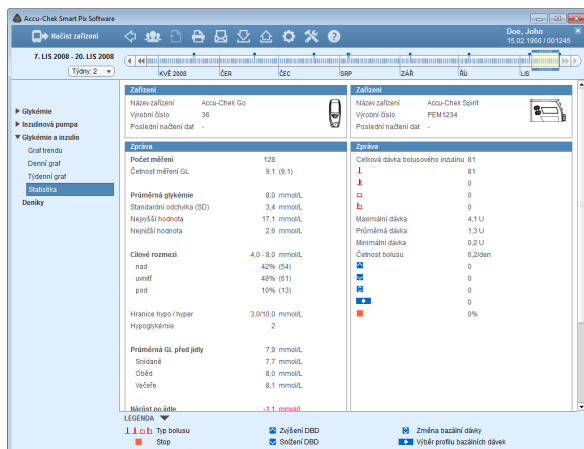 Accu-Chek Smart Pix Software
Načíst zařízení
Doe, John
15.02.1966 / 001245
7. LIS 2008 - 20. LIS 2008
Týdny: 2
KVĚ 2008 ČER ČEC SRP ZÁŘ ŘÍJ LIS
Glykémie
Inzulínová pumpa
Glykémie a inzulín
Graf trendu
Denní graf
Týdenní graf
Statistika
Deníky
Zařízení
Název zařízení Accu-Chek Go
Výrobní číslo 36
Poslední načtení dat -
Zpráva
Počet měření 128
Četnost měření GL 9,1 (9,1)
Průměrná glykémie 8,0 mmol/L
Standardní odchylka (SD) 3,4 mmol/L
Nejvyšší hodnota 17,1 mmol/L
Nejnižší hodnota 2,6 mmol/L
Cílové rozmezí 4,0 - 8,0 mmol/L
nad 42% (54)
uvnitř 48% (61)
pod 10% (13)
Hranice hypo / hyper 3,0/10,0 mmol/L
Hypoglykémie 2
Průměrná GL před jídly 7,9 mmol/L
Snídaně 7,7 mmol/L
Oběd 8,0 mmol/L
Večeře 8,1 mmol/L
Nárůst po jídle -1,1 mmol/L
Zařízení
Název zařízení Accu-Chek Spirit
Výrobní číslo PEM1234
Poslední načtení dat -
Zpráva
Celková dávka bolusového inzulínu 81
81
0
0
0
Maximální dávka 4,1 U
Průměrná dávka 1,3 U
Minimální dávka 0,2 U
Četnost bolusu 6,2/den
0
0
0
0
0%
LEGENDA
Typ bolusu Zvýšení DBD Změna bazální dávky
Stop Snížení DBD Výběr profilu bazálních dávek